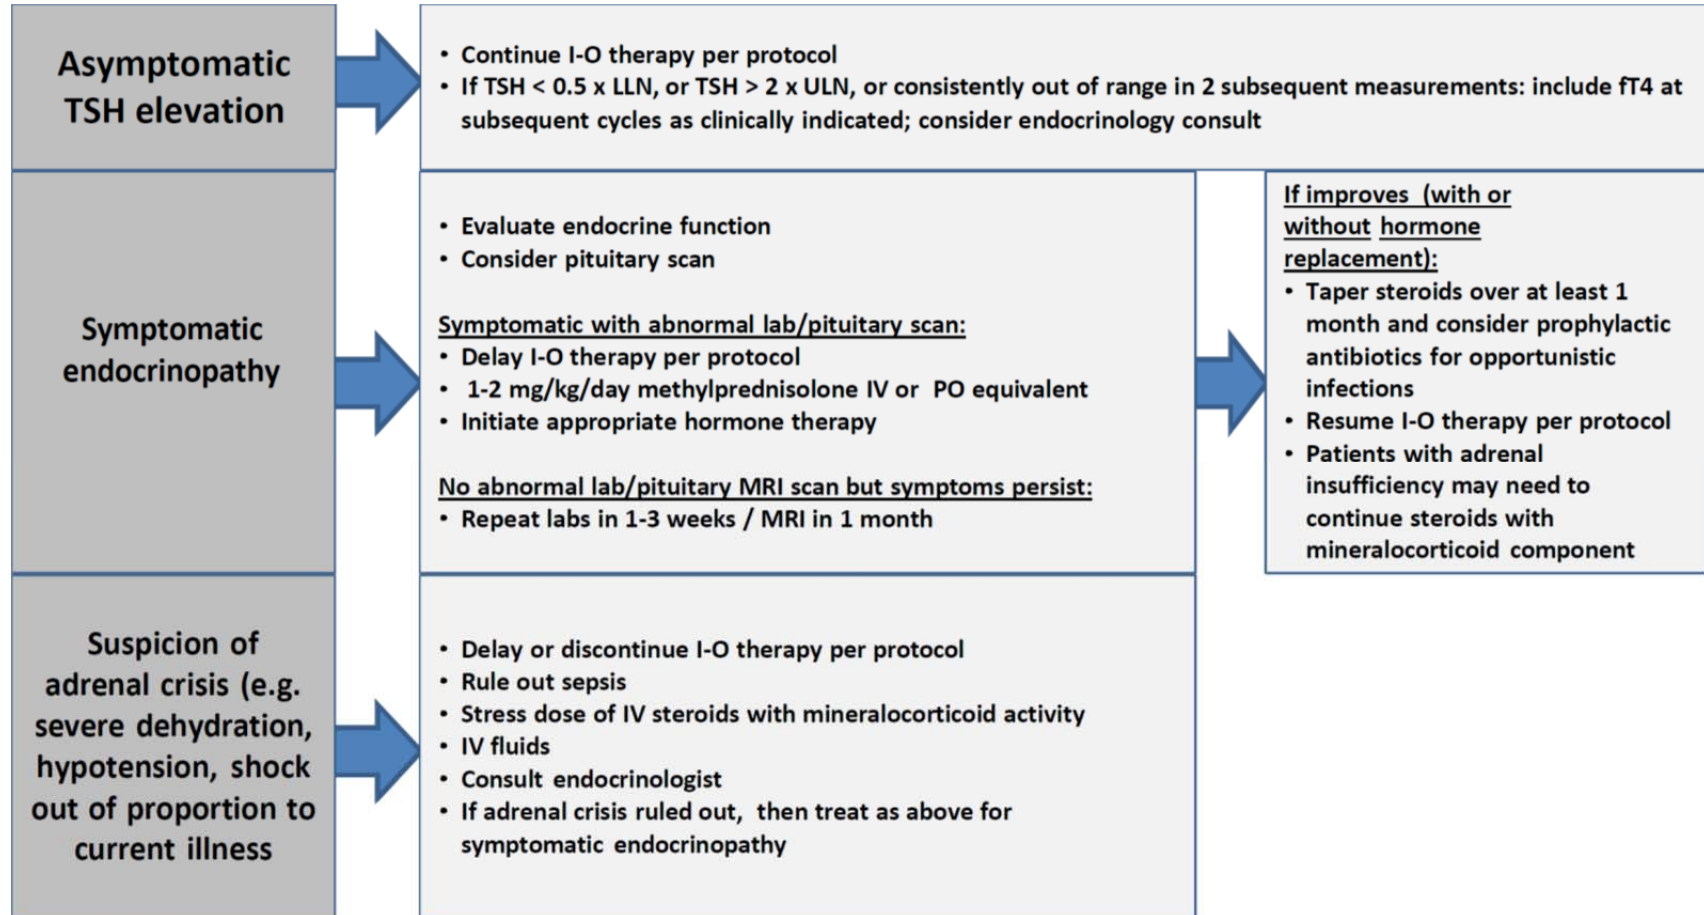 Asymptomatic
TSH elevation
• Continue I-O therapy per protocol
• If TSH < 0.5 x LLN, or TSH > 2 x ULN, or consistently out of range in 2 subsequent measurements: include fT4 at
subsequent cycles as clinically indicated; consider endocrinology consult
Symptomatic
endocrinopathy
• Evaluate endocrine function
• Consider pituitary scan
Symptomatic with abnormal lab/pituitary scan:
• Delay I-O therapy per protocol
• 1-2 mg/kg/day methylprednisolone IV or PO equivalent
• Initiate appropriate hormone therapy
No abnormal lab/pituitary MRI scan but symptoms persist:
• Repeat labs in 1-3 weeks / MRI in 1 month
If improves (with or
without hormone
replacement):
• Taper steroids over at least 1
month and consider prophylactic
antibiotics for opportunistic
infections
• Resume I-O therapy per protocol
• Patients with adrenal
insufficiency may need to
continue steroids with
mineralocorticoid component
Suspicion of
adrenal crisis (e.g.
severe dehydration,
hypotension, shock
out of proportion to
current illness
• Delay or discontinue I-O therapy per protocol
• Rule out sepsis
• Stress dose of IV steroids with mineralocorticoid activity
• IV fluids
• Consult endocrinologist
• If adrenal crisis ruled out, then treat as above for
symptomatic endocrinopathy